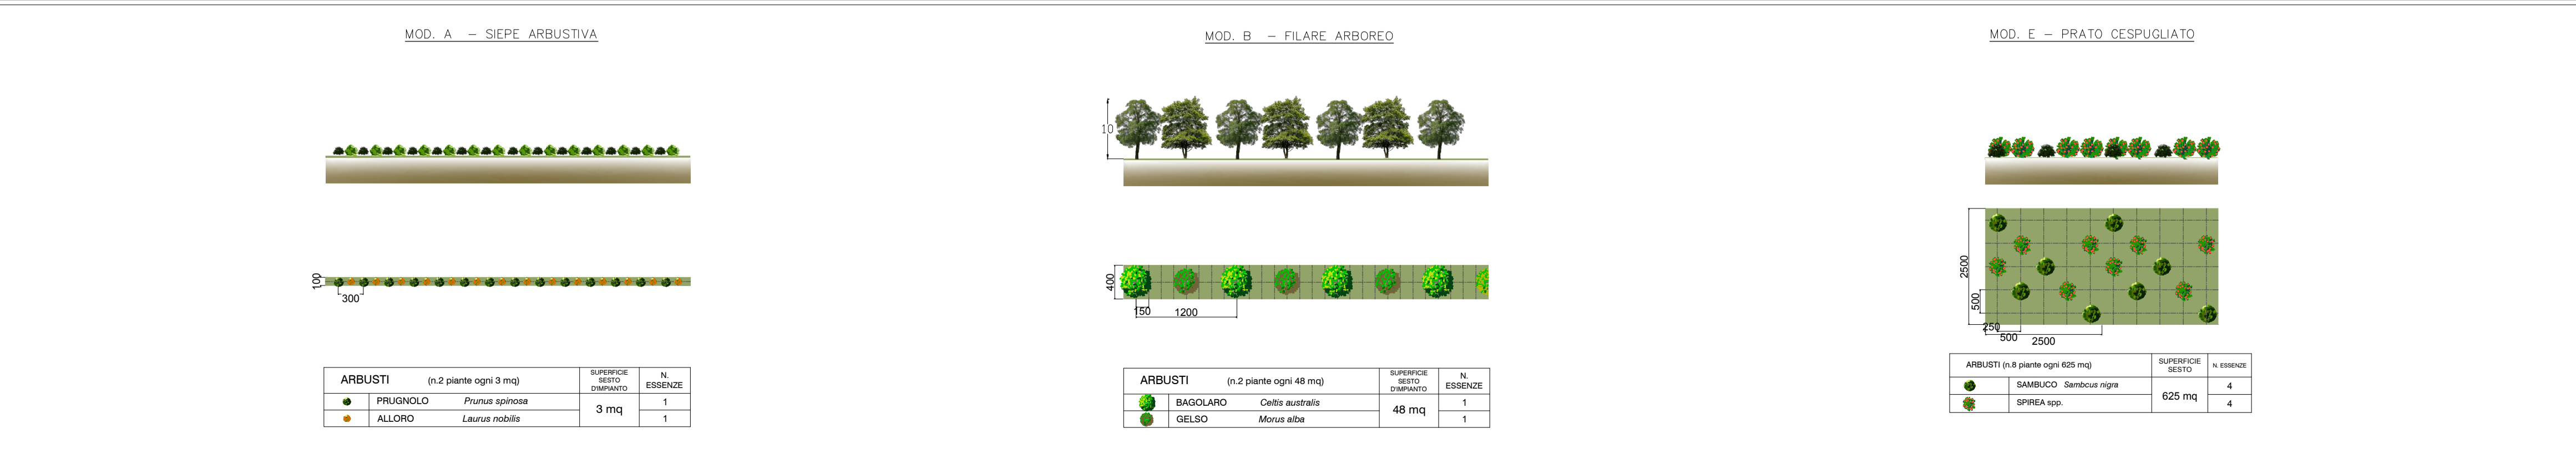 MOD. A – SIEPE ARBUSTIVA
100
300
ARBUSTI (n.2 piante ogni 3 mq)
SUPERFICIE
SESTO
D'IMPIANTO
N.
ESSENZE
PRUGNOLO Prunus spinosa
3 mq
1
ALLORO Laurus nobilis
1
MOD. B – FILARE ARBOREO
10
400
150
1200
ARBUSTI (n.2 piante ogni 48 mq)
SUPERFICIE
SESTO
D'IMPIANTO
N.
ESSENZE
BAGOLARO Celtis australis
48 mq
1
GELSO Morus alba
1
MOD. E – PRATO CESPUGLIATO
2500
500
250
500
2500
ARBUSTI (n.8 piante ogni 625 mq)
SUPERFICIE
SESTO
N. ESSENZE
SAMBUCO Sambcus nigra
625 mq
4
SPIREA spp.
4